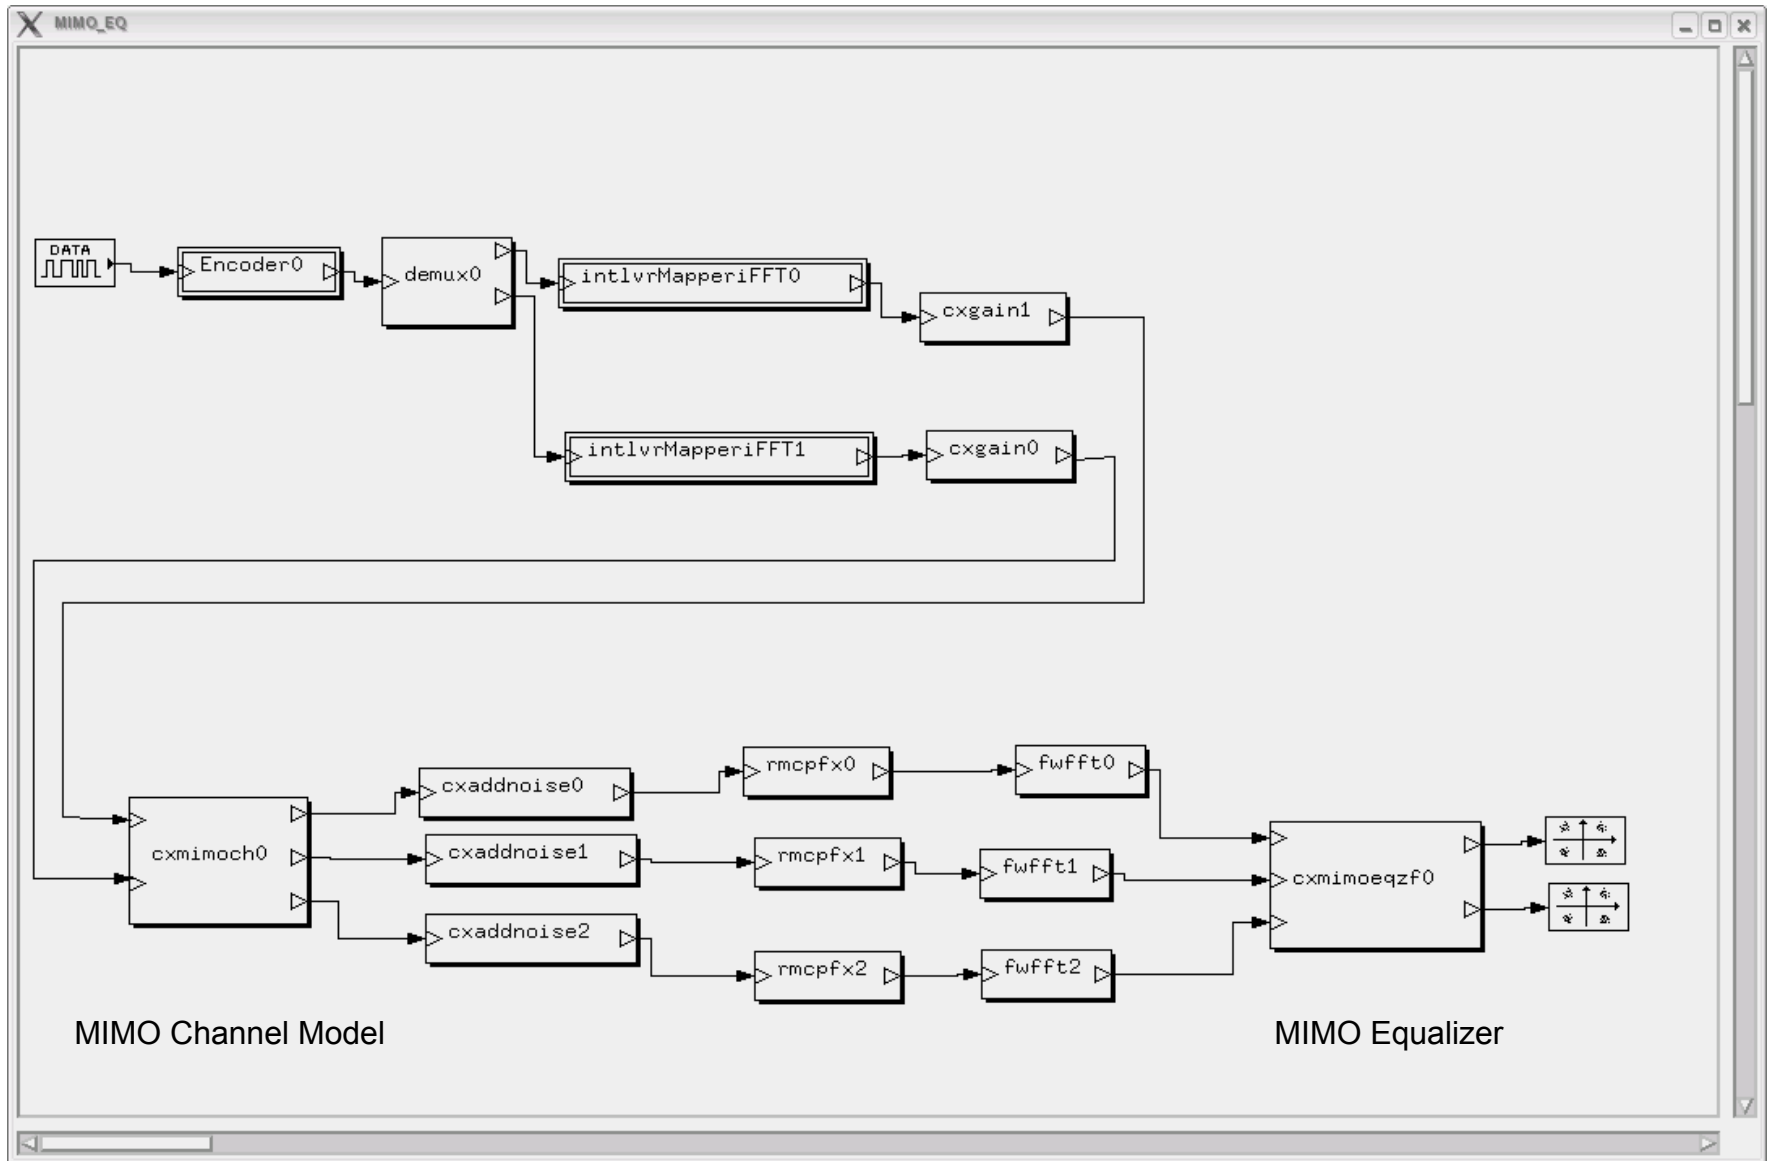 MIMO_EQ
DATA
Encoder0
demux0
intlvrMapperiFFT0
cxgain1
intlvrMapperiFFT1
cxgain0
cxmimoch0
cxaddnoise0
rmcpfx0
fwfft0
cxaddnoise1
rmcpfx1
fwfft1
cxmimoeqzf0
cxaddnoise2
rmcpfx2
fwfft2
MIMO Channel Model
MIMO Equalizer